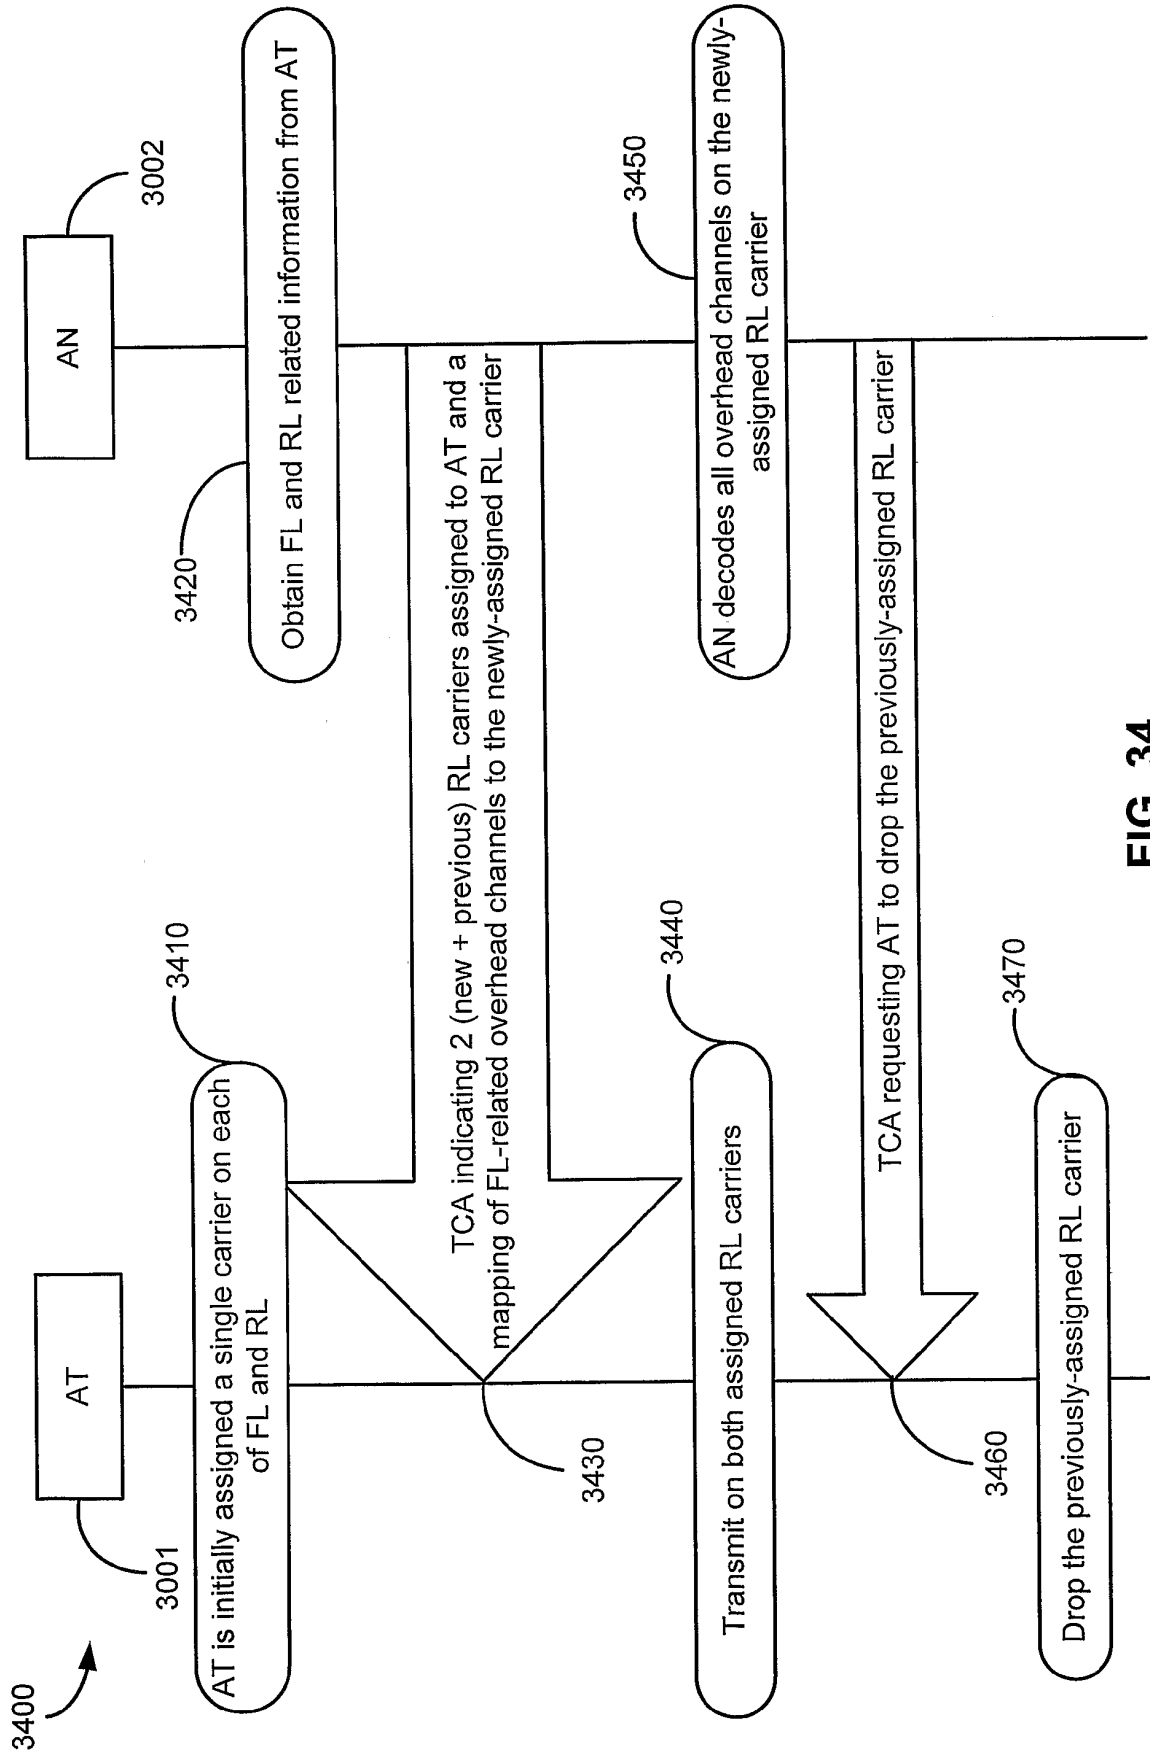 3400
3001
AT
AN
3002
3410
AT is initially assigned a single carrier on each
of FL and RL
3420
Obtain FL and RL related information from AT
TCA indicating 2 (new + previous) RL carriers assigned to AT and a
mapping of FL-related overhead channels to the newly-assigned RL carrier
3430
3440
Transmit on both assigned RL carriers
3450
AN decodes all overhead channels on the newly-
assigned RL carrier
TCA requesting AT to drop the previously-assigned RL carrier
3460
3470
Drop the previously-assigned RL carrier
FIG. 34